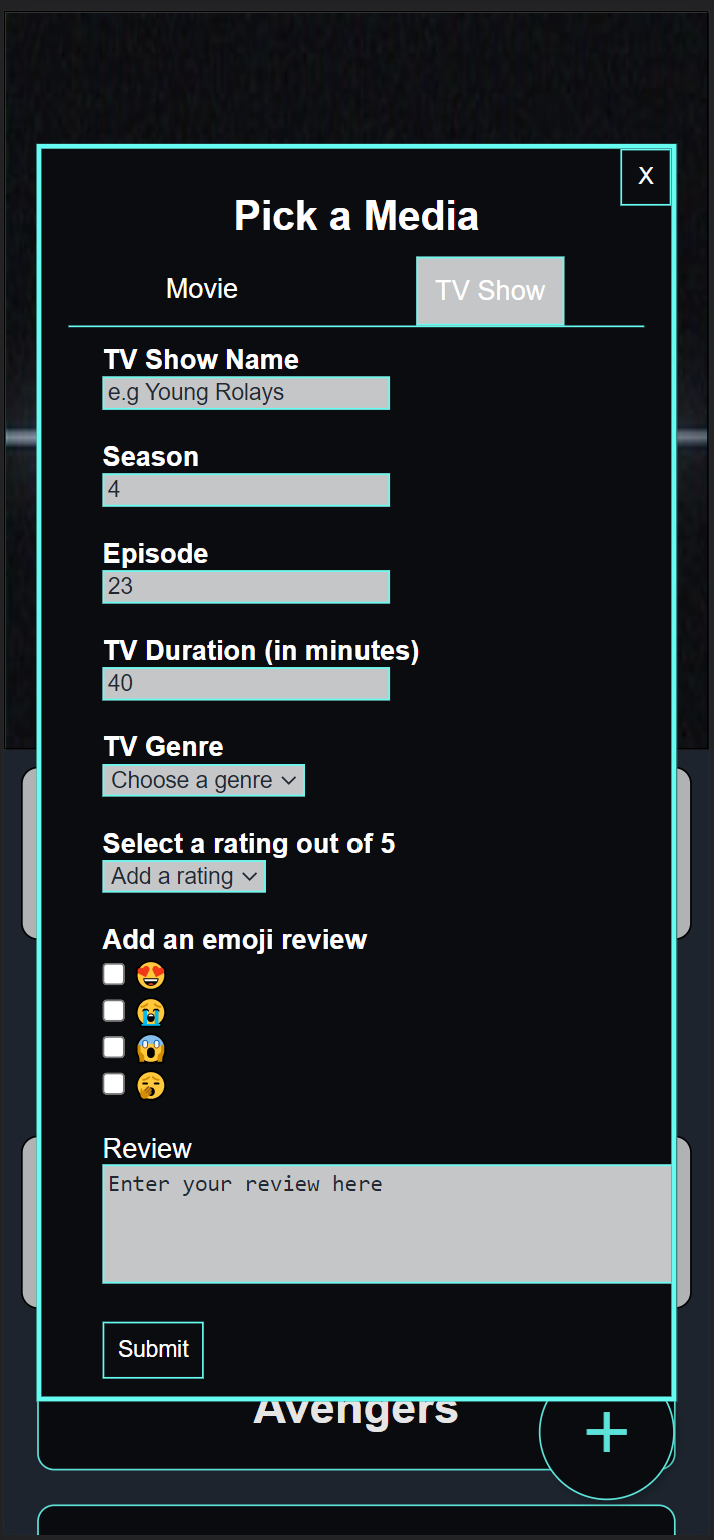 X
Pick a Media
Movie
TV Show
TV Show Name
e.g Young Rolays
Season
4
Episode
23
TV Duration (in minutes)
40
TV Genre
Choose a genre
Select a rating out of 5
Add a rating
Add an emoji review
😍
😭
😱
🥱
Review
Enter your review here
Submit
Avengers
+